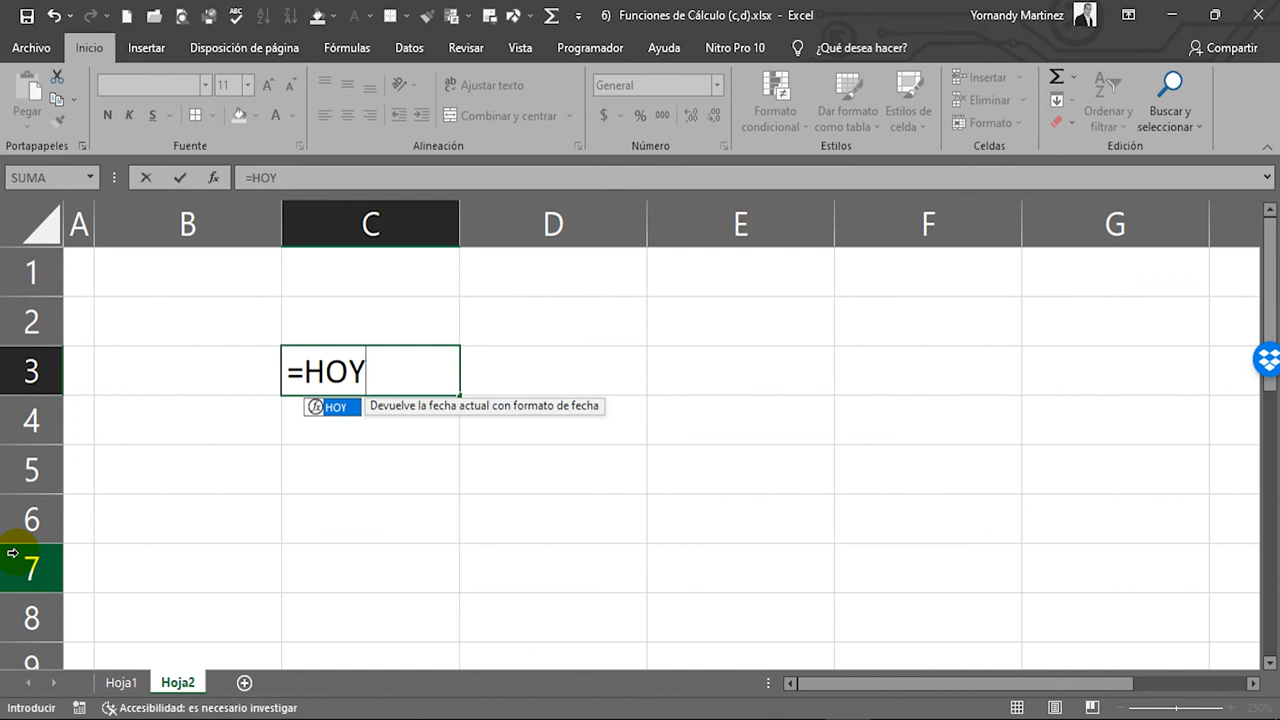 6) Funciones de Cálculo (c,d).xlsx - Excel
Yornandy Martinez
Archivo Inicio Insertar Disposición de página Fórmulas Datos Revisar Vista Programador Ayuda Nitro Pro 10 ¿Qué desea hacer? Compartir
Pegar
11
Ajustar texto
General
Formato condicional
Dar formato como tabla
Estilos de celda
Insertar
Eliminar
Formato
Ordenar y filtrar
Buscar y seleccionar
N K S
Combinar y centrar
$ % 000
Portapapeles Fuente Alineación Número Estilos Celdas Edición
SUMA fx =HOY
A B C D E F G
1
2
3 =HOY
HOY Devuelve la fecha actual con formato de fecha
4
5
6
7
8
9
Hoja1 Hoja2
Introducir Accesibilidad: es necesario investigar 250%